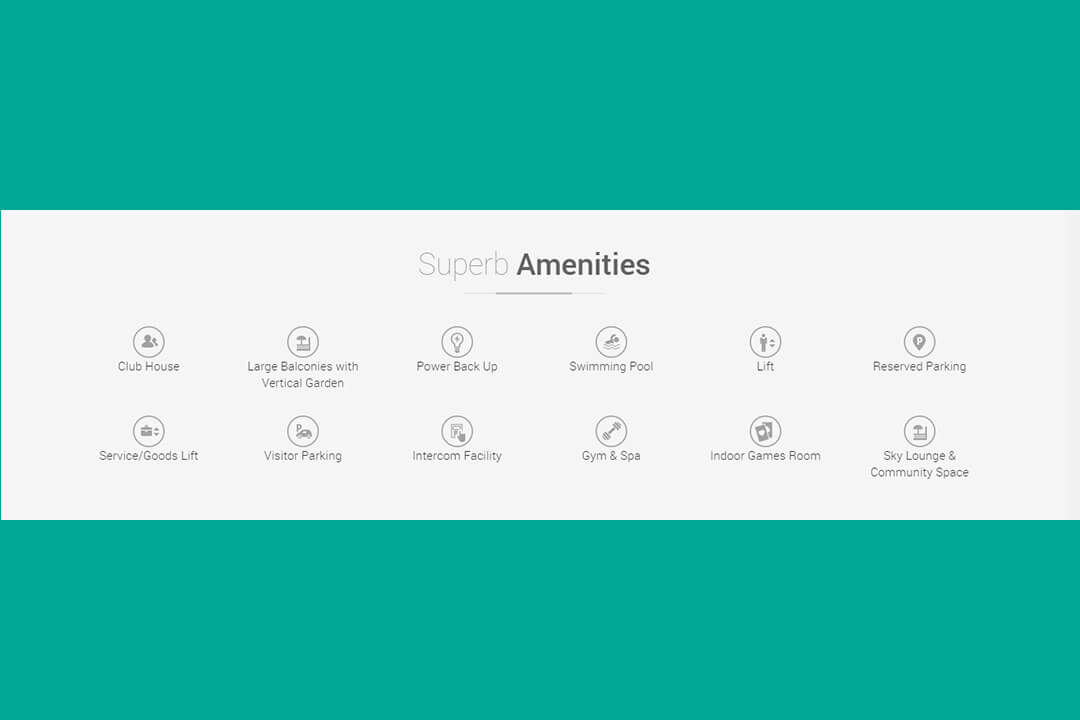 Superb Amenities
Club House
Large Balconies with
Vertical Garden
Power Back Up
Swimming Pool
Lift
Reserved Parking
Service/Goods Lift
Visitor Parking
Intercom Facility
Gym & Spa
Indoor Games Room
Sky Lounge &
Community Space